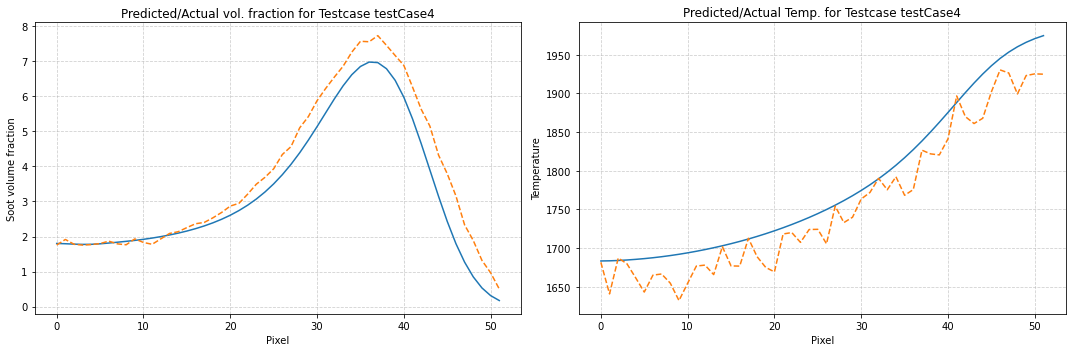 Predicted/Actual vol. fraction for Testcase testCase4
Soot volume fraction
8
7
6
5
4
3
2
1
0
0 10 20 30 40 50
Pixel
Predicted/Actual Temp. for Testcase testCase4
Temperature
1950
1900
1850
1800
1750
1700
1650
0 10 20 30 40 50
Pixel